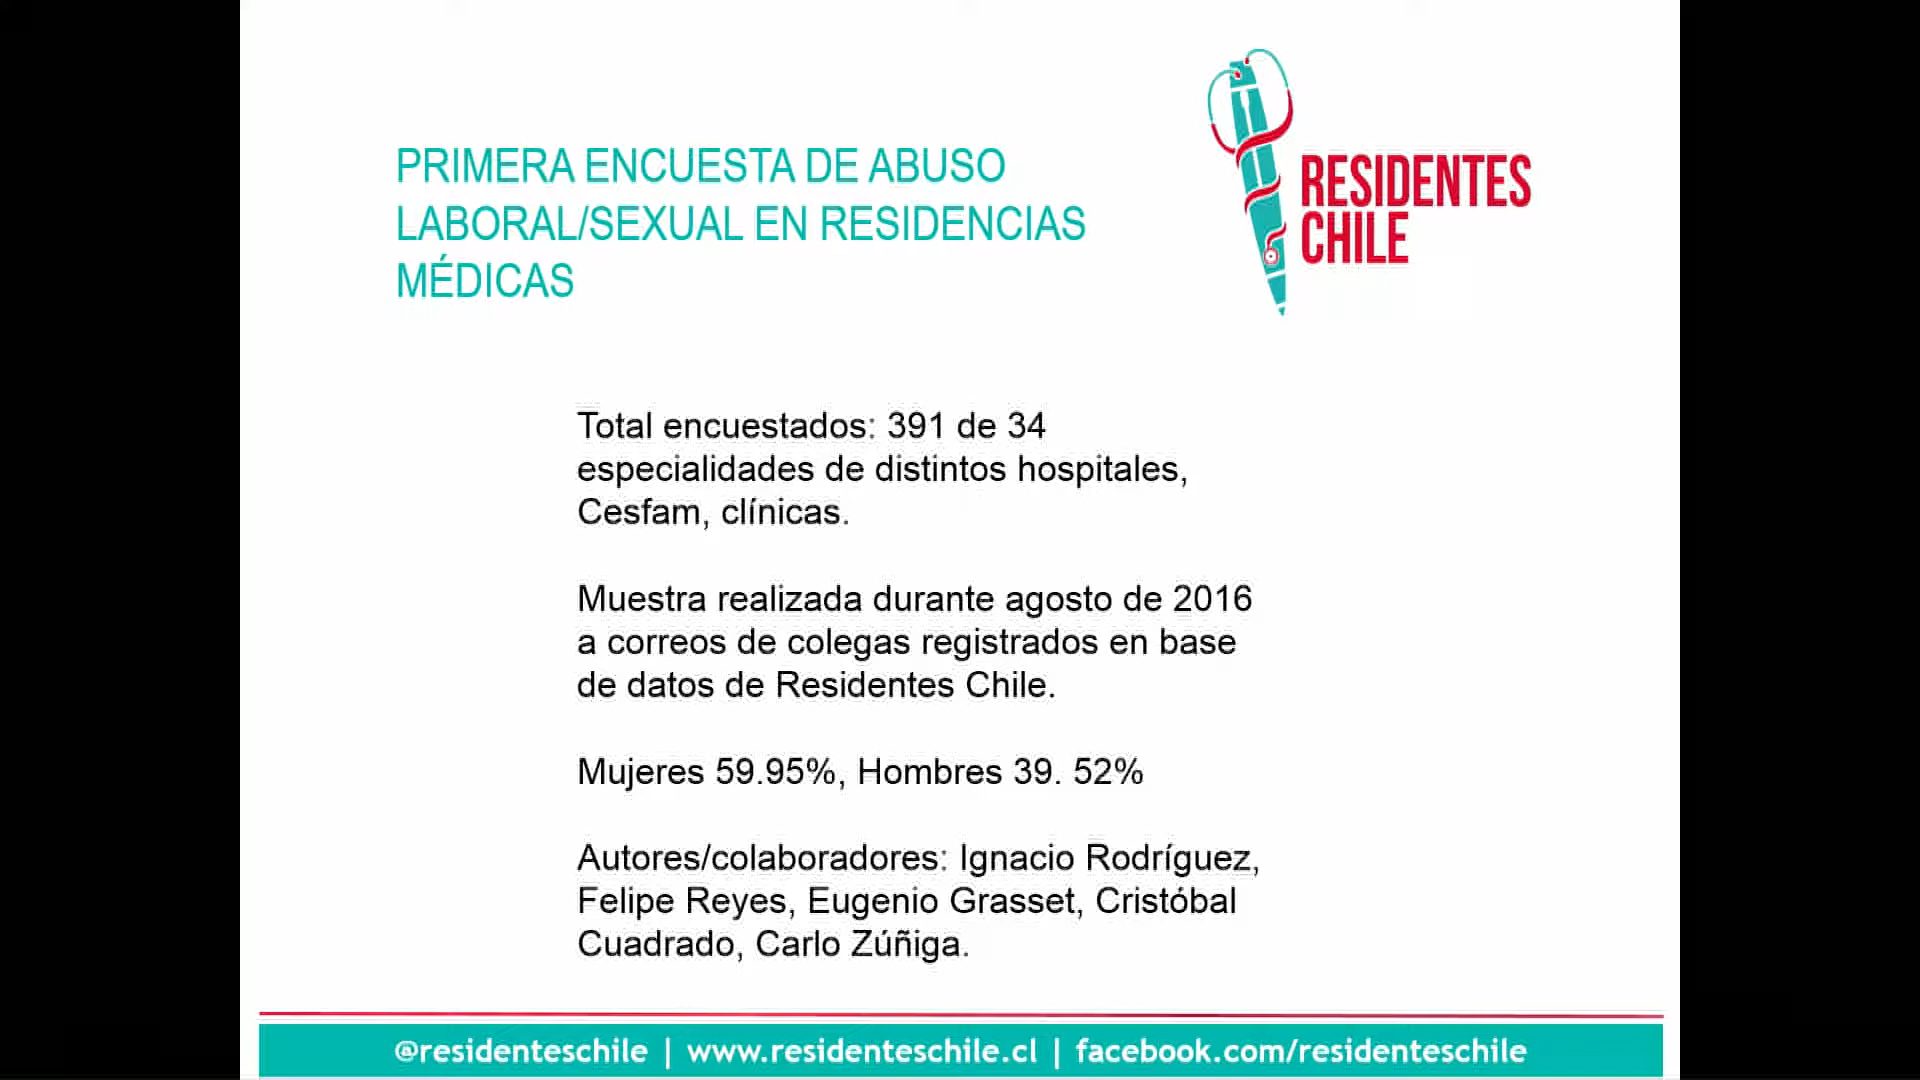 PRIMERA ENCUESTA DE ABUSO
LABORAL/SEXUAL EN RESIDENCIAS
MÉDICAS
RESIDENTES
CHILE
Total encuestados: 391 de 34
especialidades de distintos hospitales,
Cesfam, clínicas.
Muestra realizada durante agosto de 2016
a correos de colegas registrados en base
de datos de Residentes Chile.
Mujeres 59.95%, Hombres 39. 52%
Autores/colaboradores: Ignacio Rodríguez,
Felipe Reyes, Eugenio Grasset, Cristóbal
Cuadrado, Carlo Zúñiga.
@residenteschile | www.residenteschile.cl | facebook.com/residenteschile